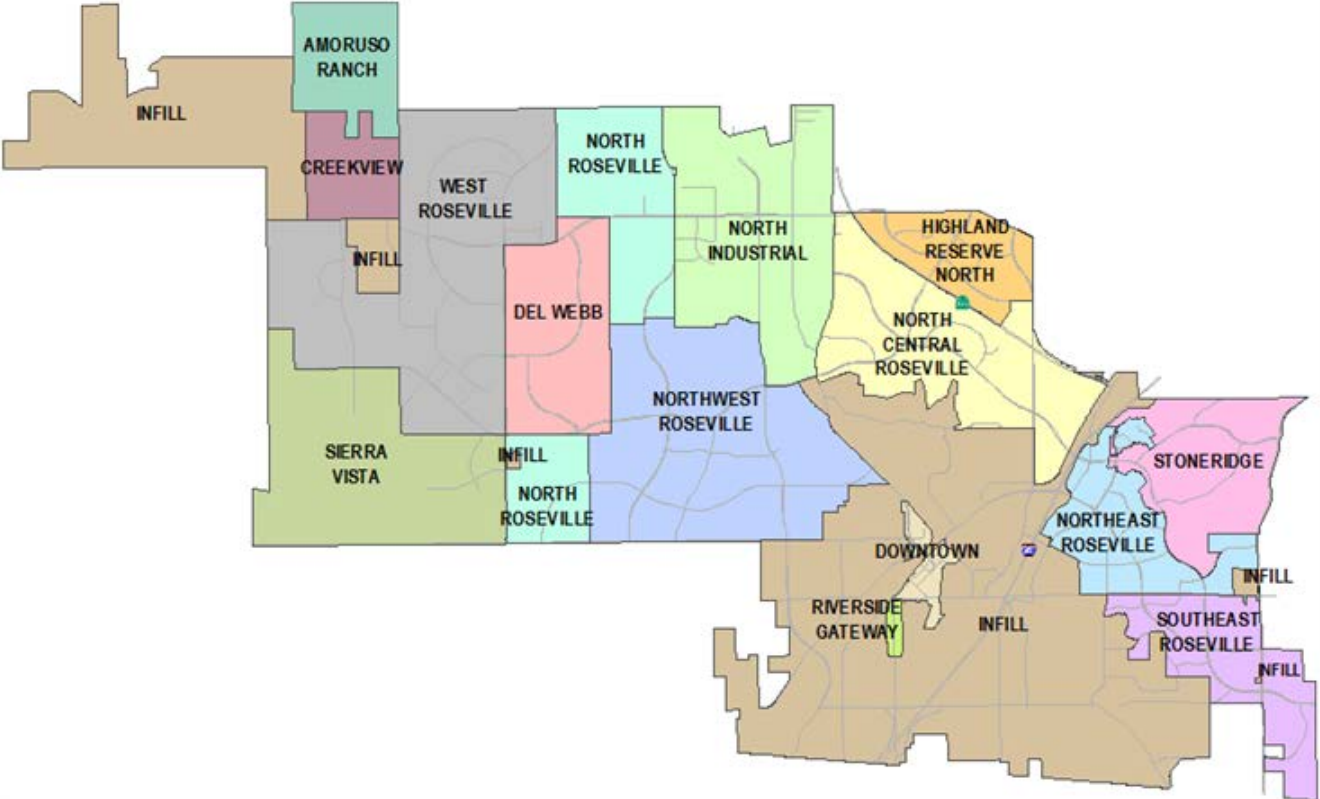 AMORUSO
RANCH
INFILL
CREEKVIEW
WEST
ROSEVILLE
NORTH
ROSEVILLE
NORTH
INDUSTRIAL
HIGHLAND
RESERVE
NORTH
INFILL
DEL WEBB
NORTH
CENTRAL
ROSEVILLE
NORTHWEST
ROSEVILLE
SIERRA
VISTA
INFILL
NORTH
ROSEVILLE
STONERIDGE
NORTHEAST
ROSEVILLE
DOWNTOWN
INFILL
RIVERSIDE
GATEWAY
INFILL
SOUTHEAST
ROSEVILLE
INFILL